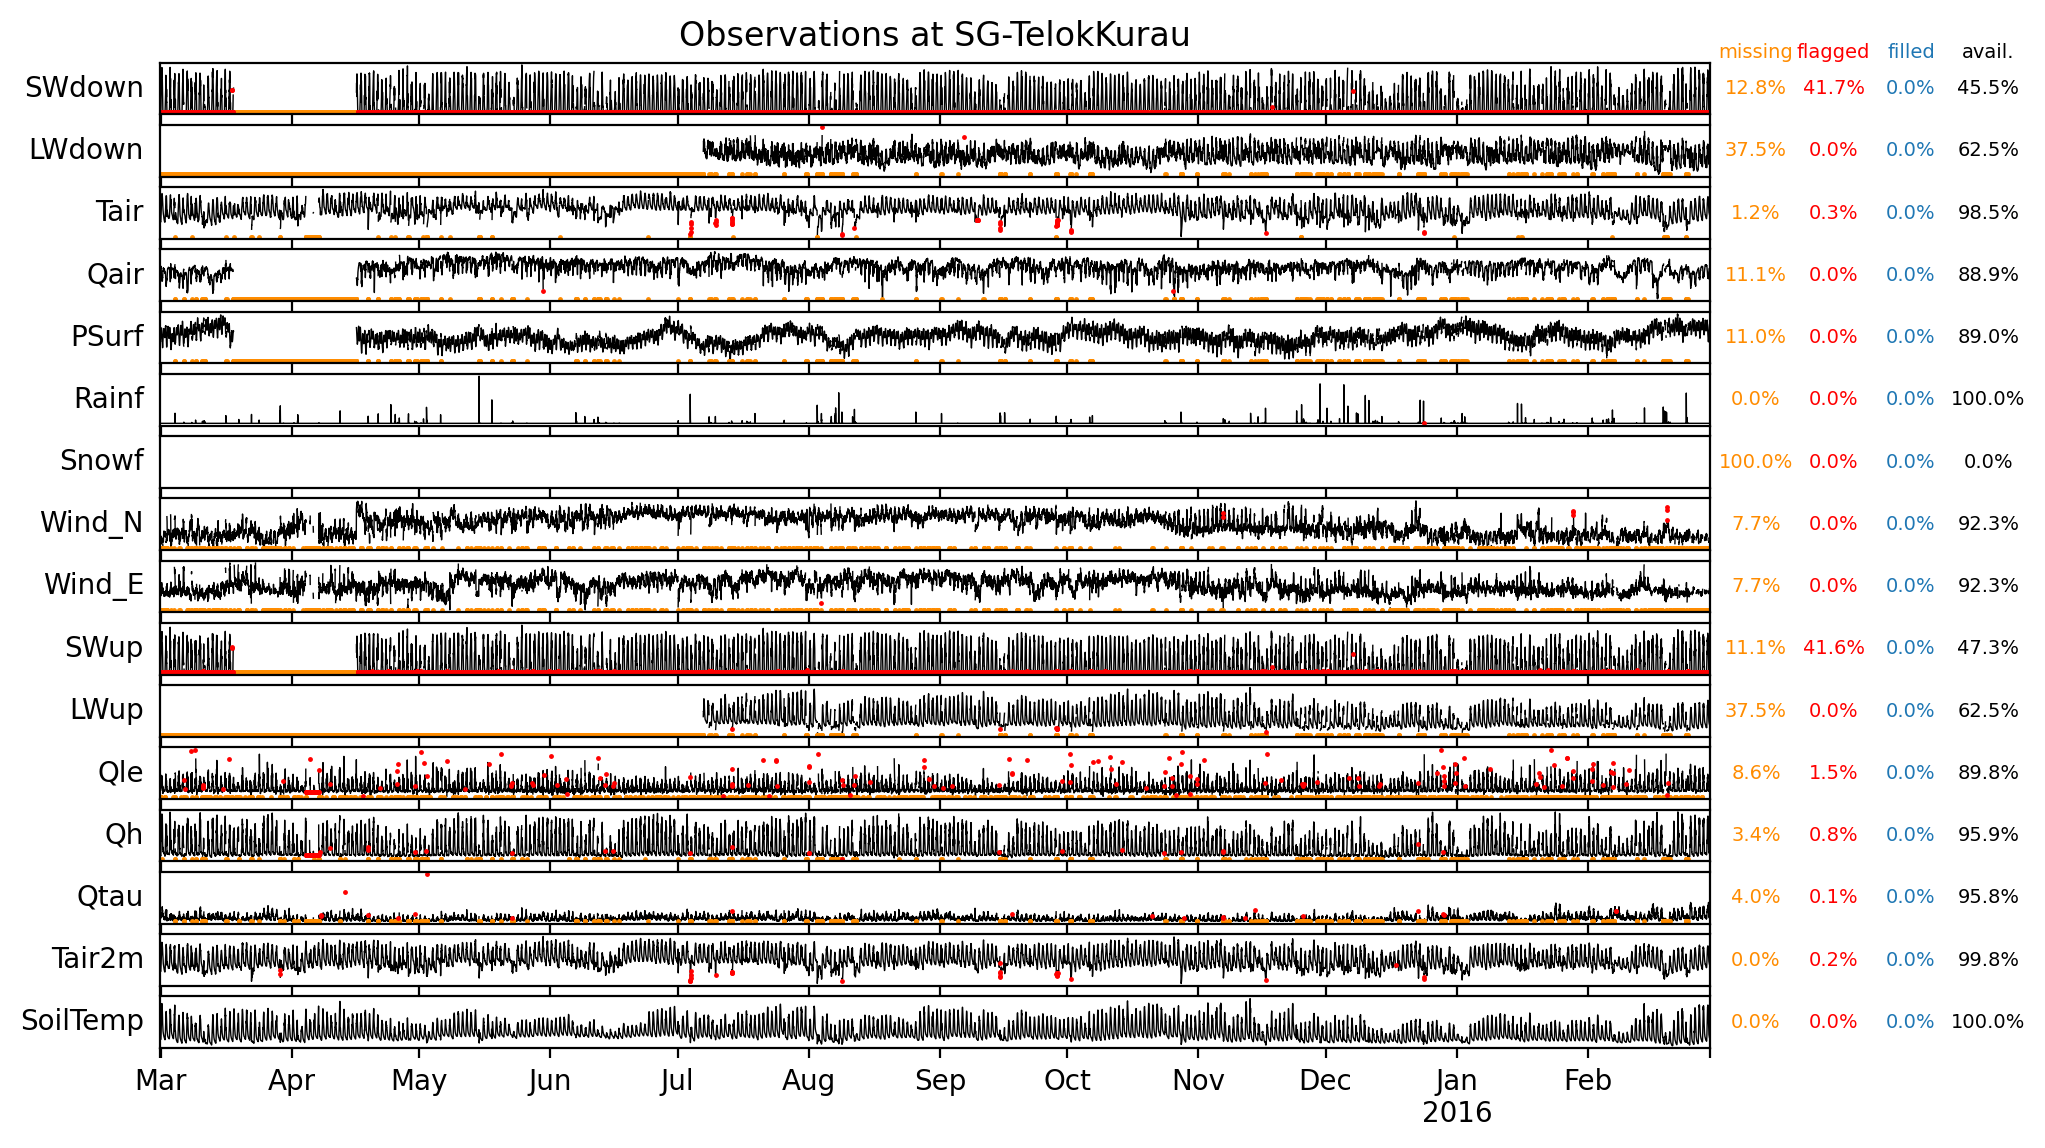 Observations at SG-TelokKurau
missing flagged filled avail.
SWdown 12.8% 41.7% 0.0% 45.5%
LWdown 37.5% 0.0% 0.0% 62.5%
Tair 1.2% 0.3% 0.0% 98.5%
Qair 11.1% 0.0% 0.0% 88.9%
PSurf 11.0% 0.0% 0.0% 89.0%
Rainf 0.0% 0.0% 0.0% 100.0%
Snowf 100.0% 0.0% 0.0% 0.0%
Wind_N 7.7% 0.0% 0.0% 92.3%
Wind_E 7.7% 0.0% 0.0% 92.3%
SWup 11.1% 41.6% 0.0% 47.3%
LWup 37.5% 0.0% 0.0% 62.5%
Qle 8.6% 1.5% 0.0% 89.8%
Qh 3.4% 0.8% 0.0% 95.9%
Qtau 4.0% 0.1% 0.0% 95.8%
Tair2m 0.0% 0.2% 0.0% 99.8%
SoilTemp 0.0% 0.0% 0.0% 100.0%
Mar Apr May Jun Jul Aug Sep Oct Nov Dec Jan Feb
2016